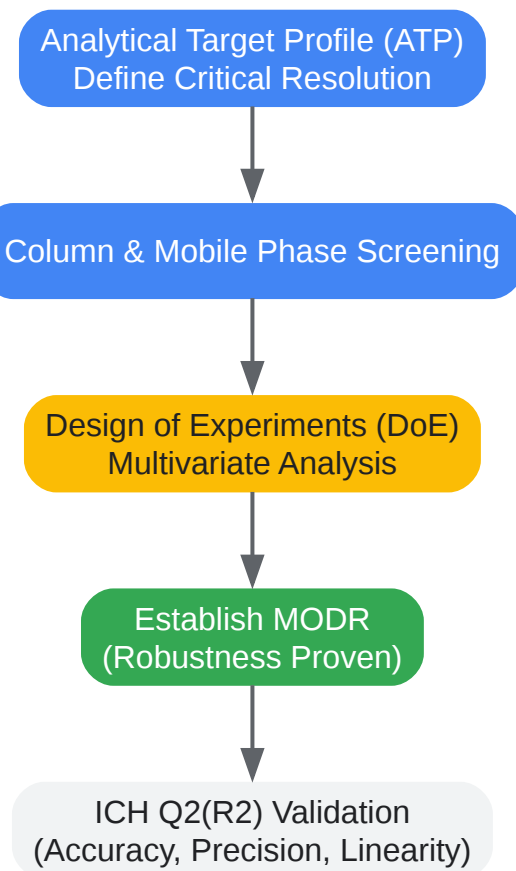 Analytical Target Profile (ATP)
Define Critical Resolution
Column & Mobile Phase Screening
Design of Experiments (DoE)
Multivariate Analysis
Establish MODR
(Robustness Proven)
ICH Q2(R2) Validation
(Accuracy, Precision, Linearity)